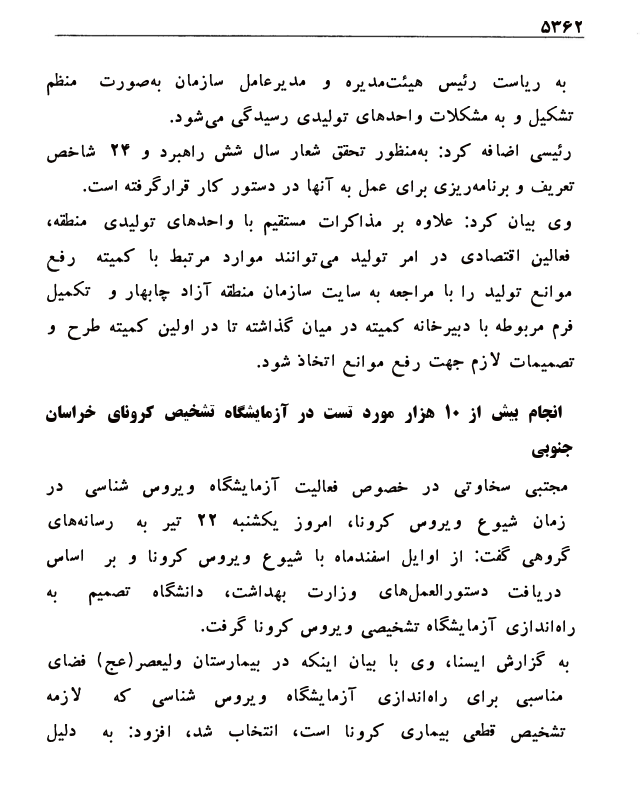 ۵۳۶۲
به ریاست رئیس هیئت‌مدیره و مدیرعامل سازمان به‌صورت منظم
تشکیل و به مشکلات واحدهای تولیدی رسیدگی می‌شود.
رئیسی اضافه کرد: به‌منظور تحقق شعار سال شش راهبرد و ۲۴ شاخص
تعریف و برنامه‌ریزی برای عمل به آنها در دستور کار قرارگرفته است.
وی بیان کرد: علاوه بر مذاکرات مستقیم با واحدهای تولیدی منطقه،
فعالین اقتصادی در امر تولید می‌توانند موارد مرتبط با کمیته رفع
موانع تولید را با مراجعه به سایت سازمان منطقه آزاد چابهار و تکمیل
فرم مربوطه با دبیرخانه کمیته در میان گذاشته تا در اولین کمیته طرح و
تصمیمات لازم جهت رفع موانع اتخاذ شود.
انجام بیش از ۱۰ هزار مورد تست در آزمایشگاه تشخیص کرونای خراسان
جنوبی
مجتبی سخاوتی در خصوص فعالیت آزمایشگاه ویروس شناسی در
زمان شیوع ویروس کرونا، امروز یکشنبه ۲۲ تیر به رسانه‌های
گروهی گفت: از اوایل اسفندماه با شیوع ویروس کرونا و بر اساس
دریافت دستورالعمل‌های وزارت بهداشت، دانشگاه تصمیم به
راه‌اندازی آزمایشگاه تشخیصی ویروس کرونا گرفت.
به گزارش ایسنا، وی با بیان اینکه در بیمارستان ولیعصر(عج) فضای
مناسبی برای راه‌اندازی آزمایشگاه ویروس شناسی که لازمه
تشخیص قطعی بیماری کرونا است، انتخاب شد، افزود: به دلیل